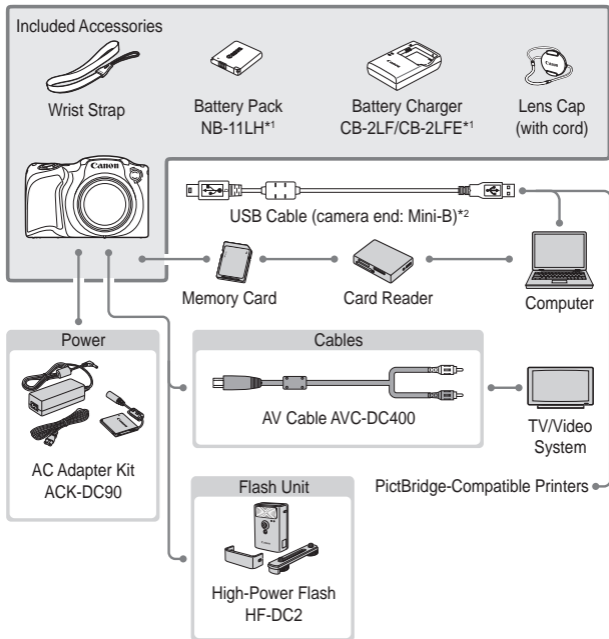 Included Accessories
Wrist Strap
Battery Pack
NB-11LH*1
Battery Charger
CB-2LF/CB-2LFE*1
Lens Cap
(with cord)
Canon
USB Cable (camera end: Mini-B)*2
Memory Card
Card Reader
Computer
Power
AC Adapter Kit
ACK-DC90
Cables
AV Cable AVC-DC400
TV/Video
System
Flash Unit
High-Power Flash
HF-DC2
PictBridge-Compatible Printers